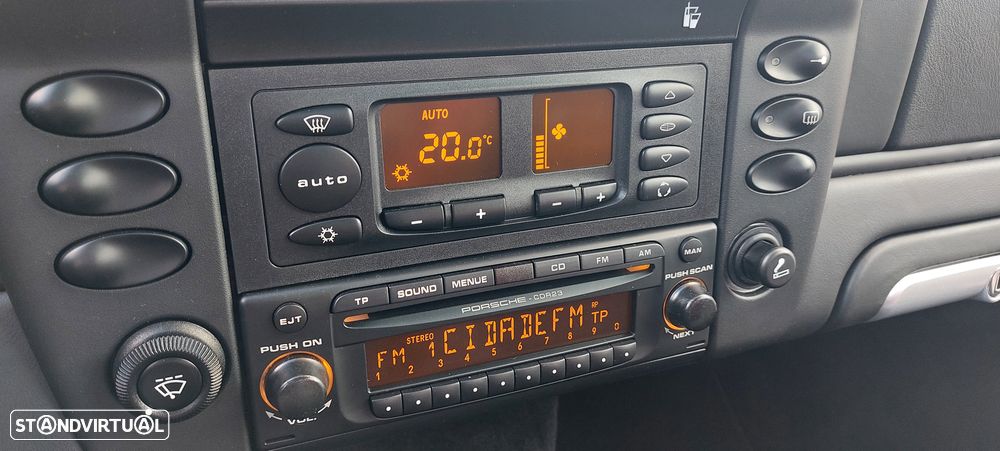 AUTO
20.0°C
auto
- + - +
TP SOUND MENUE CD FM AM MAN
EJT
PORSCHE - CDR23
PUSH SCAN
PUSH ON
FM 1 STEREO CIDADEFM RP TP
1 2 3 4 5 6 7 8 9 0
VOL.
NEXT
STANDVIRTUAL